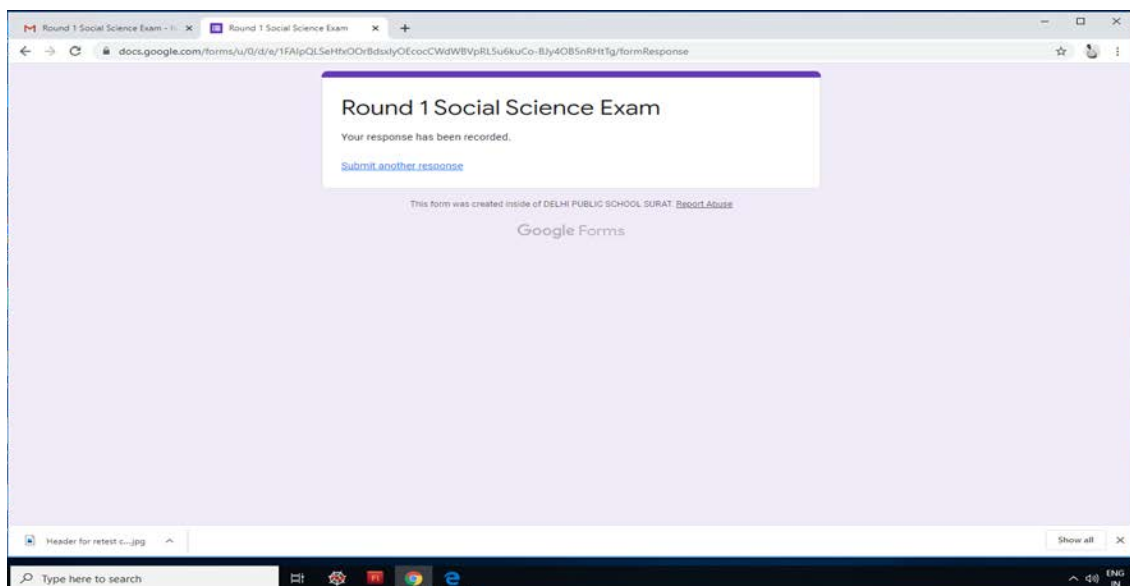 Round 1 Social Science Exam - 
Round 1 Social Science Exam
docs.google.com/forms/u/0/d/e/
/formResponse
Round 1 Social Science Exam
Your response has been recorded.
Submit another response
This form was created inside of DELHI PUBLIC SCHOOL SURAT. Report Abuse
Google Forms
Header for retest c....jpg
Show all
Type here to search
ENG
IN